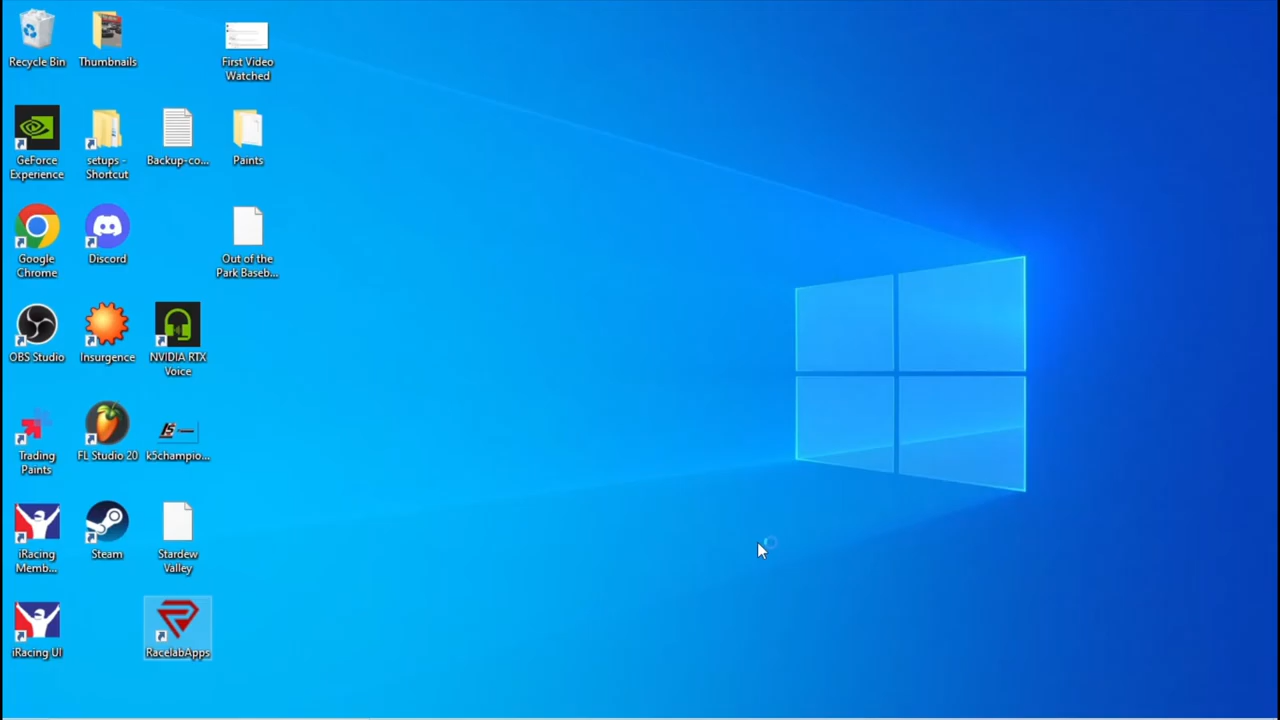 Recycle Bin
Thumbnails
First Video
Watched
GeForce
Experience
setups -
Shortcut
Backup-co...
Paints
Google
Chrome
Discord
Out of the
Park Baseb...
OBS Studio
Insurgence
NVIDIA RTX
Voice
Trading
Paints
FL Studio 20
k5champio...
iRacing
Memb...
Steam
Stardew
Valley
iRacing UI
RacelabApps